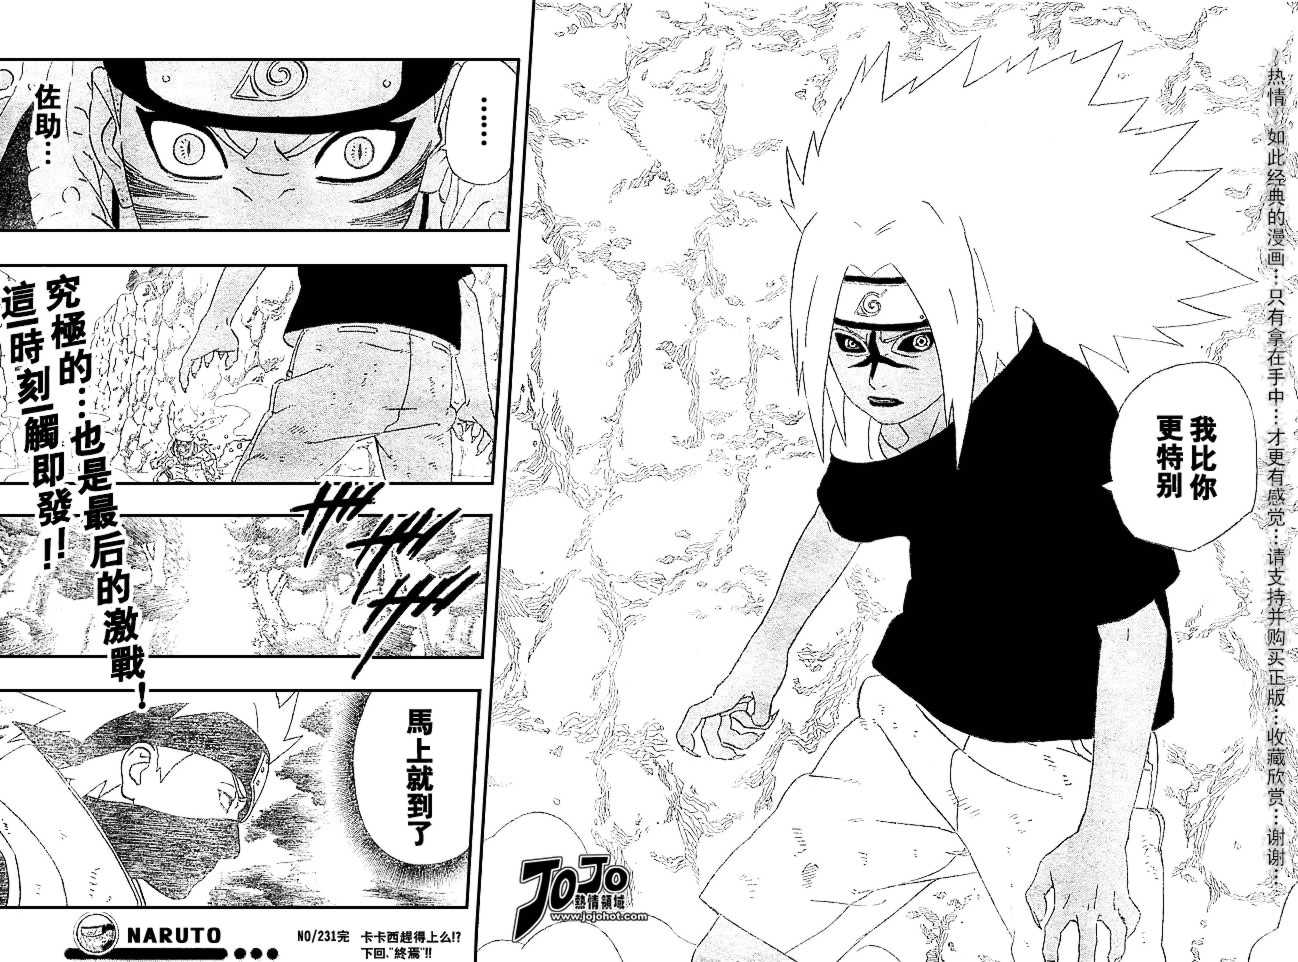 我比你
更特别
……
佐助…
究極的…也是最后的激戰！
這一時刻一觸即發！！
馬上就到了
热情 如此经典的漫画…只有拿在手中…才更有感觉…请支持并购买正版…收藏欣赏…谢谢…
JOJO
熱情領域
www.jojohot.com
NARUTO
NO/231完
卡卡西趕得上么!?
下回､"終焉"!!